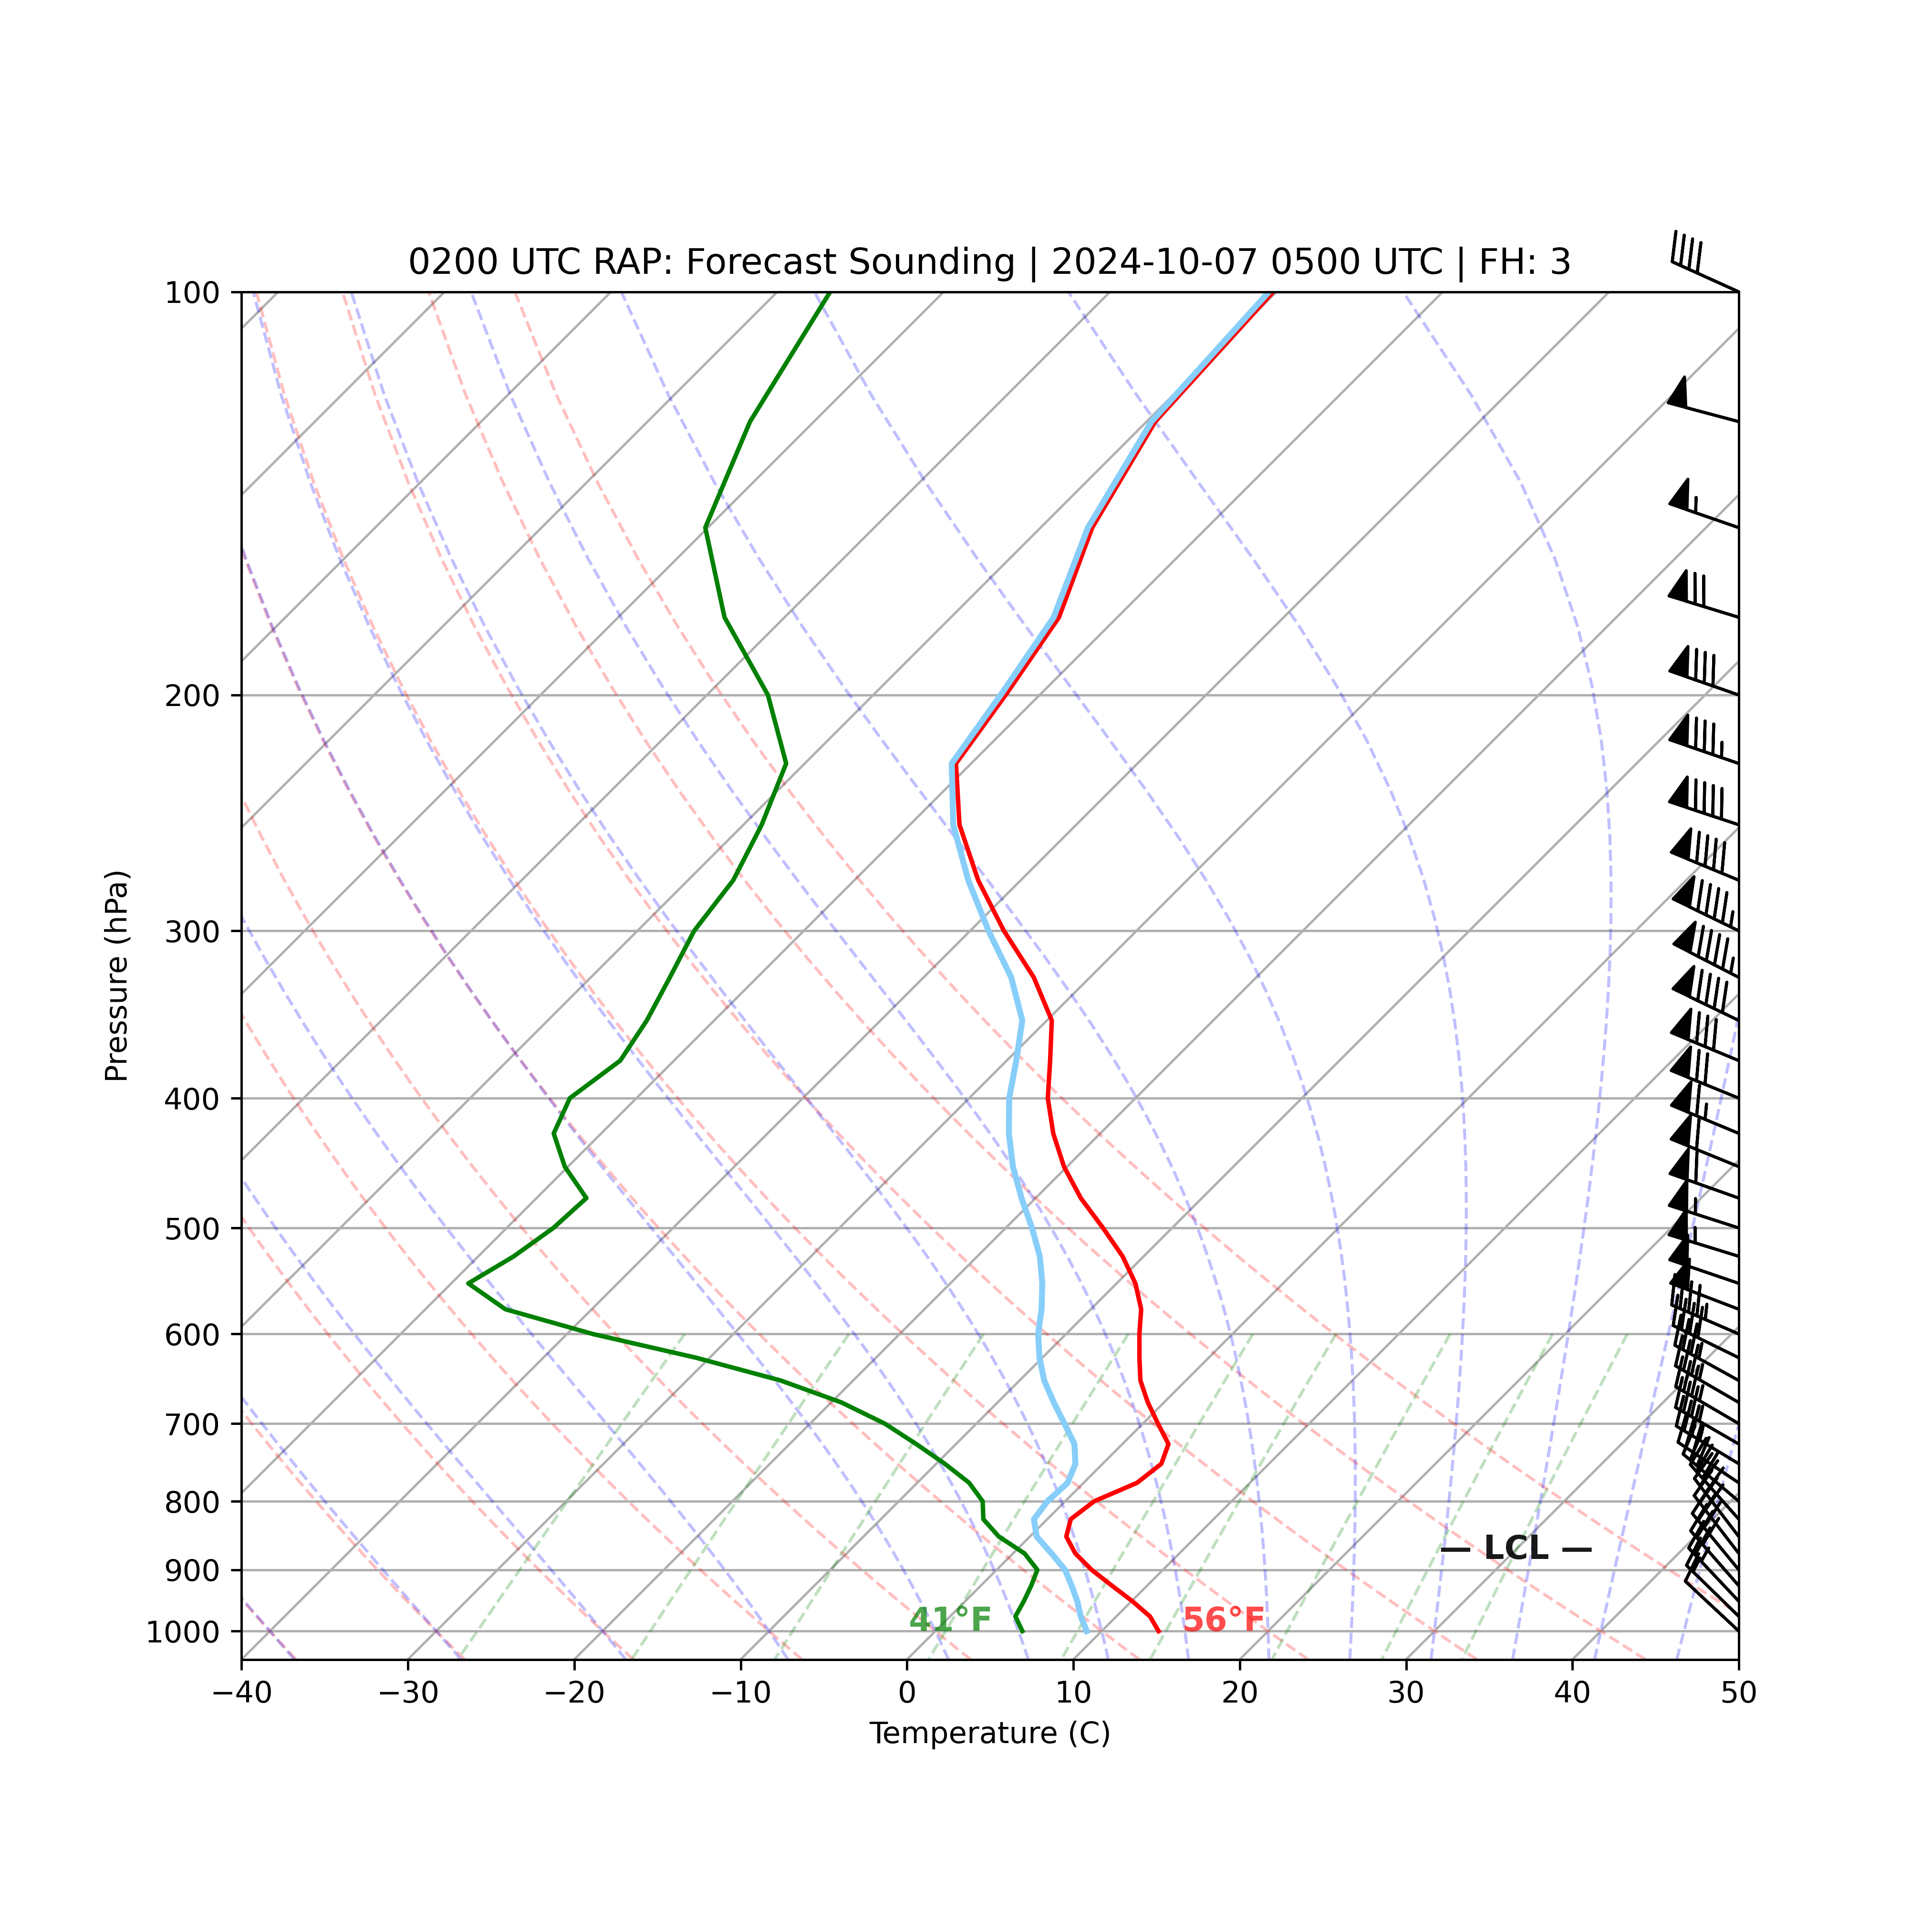 0200 UTC RAP: Forecast Sounding | 2024-10-07 0500 UTC | FH: 3
100
200
300
400
500
600
700
800
900
1000
Pressure (hPa)
— LCL —
41°F
56°F
−40 −30 −20 −10 0 10 20 30 40 50
Temperature (C)